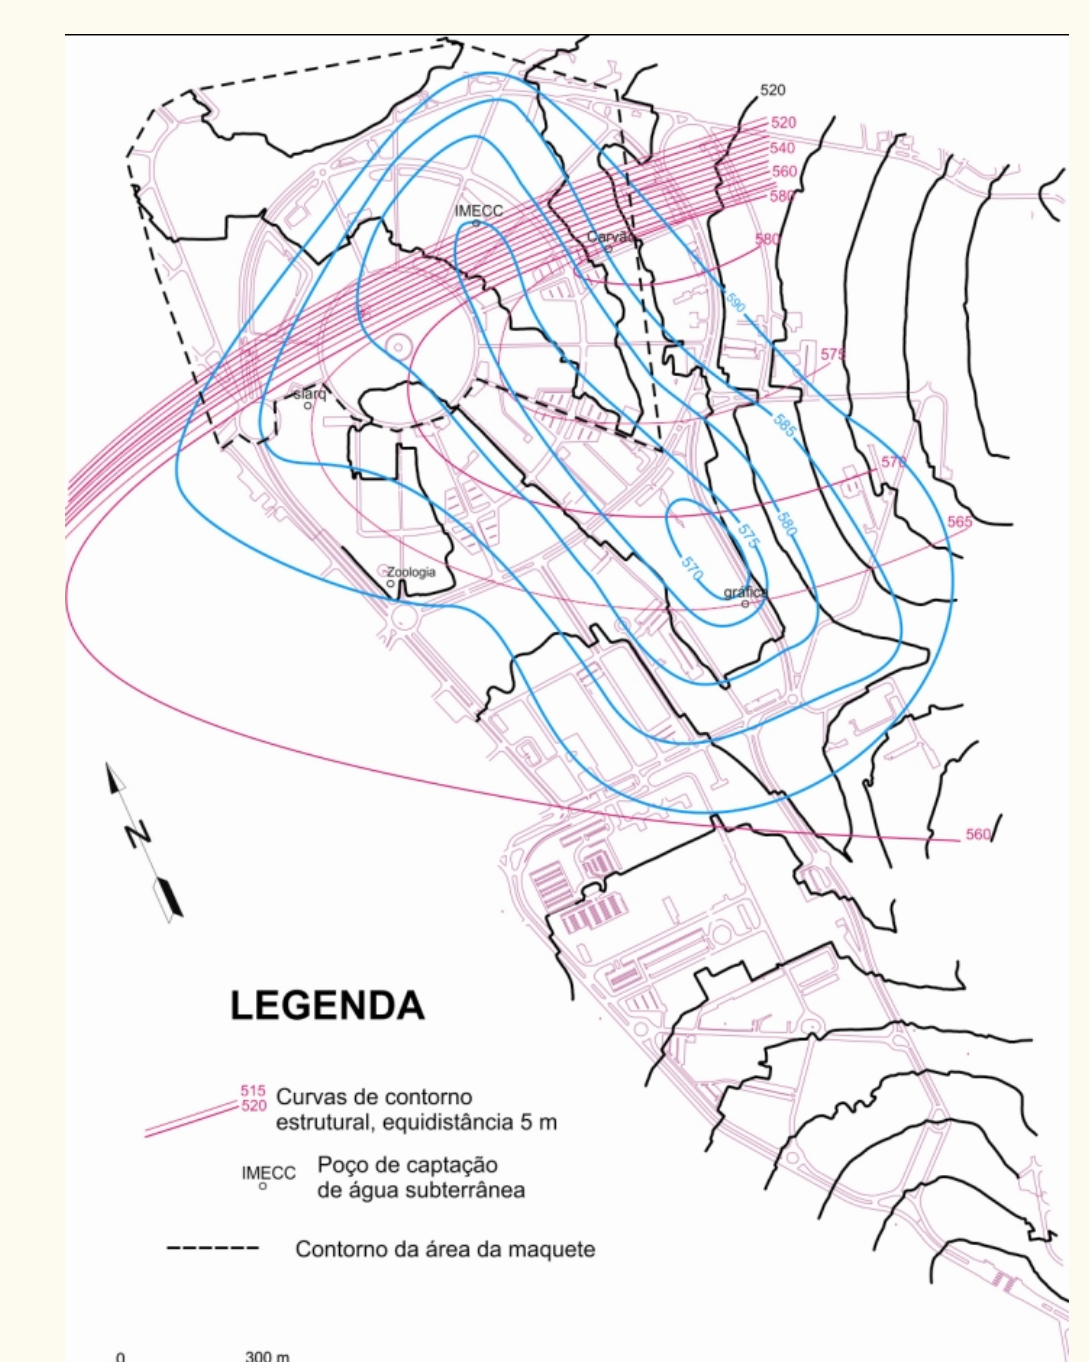 520
520
540
560
580
IMECC
Carvão
580
590
575
siarq
585
570
565
580
575
570
Zoologia
gráfica
560
N
LEGENDA
515
520
Curvas de contorno
estrutural, equidistância 5 m
IMECC
Poço de captação
de água subterrânea
Contorno da área da maquete
0
300 m